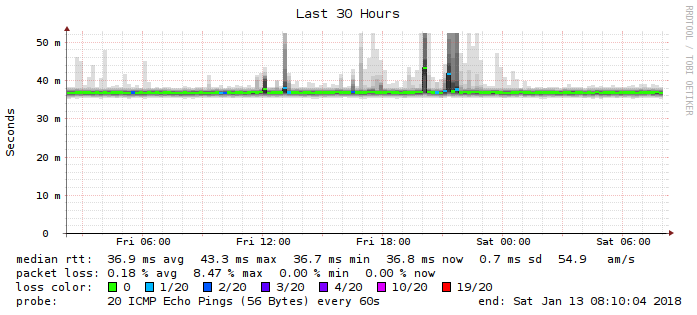 Last 30 Hours
RRDTOOL / TOBI OETIKER
Seconds
50 m
40 m
30 m
20 m
10 m
0
Fri 06:00 Fri 12:00 Fri 18:00 Sat 00:00 Sat 06:00
median rtt: 36.9 ms avg 43.3 ms max 36.7 ms min 36.8 ms now 0.7 ms sd 54.9 am/s
packet loss: 0.18 % avg 8.47 % max 0.00 % min 0.00 % now
loss color: 0 1/20 2/20 3/20 4/20 10/20 19/20
probe: 20 ICMP Echo Pings (56 Bytes) every 60s end: Sat Jan 13 08:10:04 2018